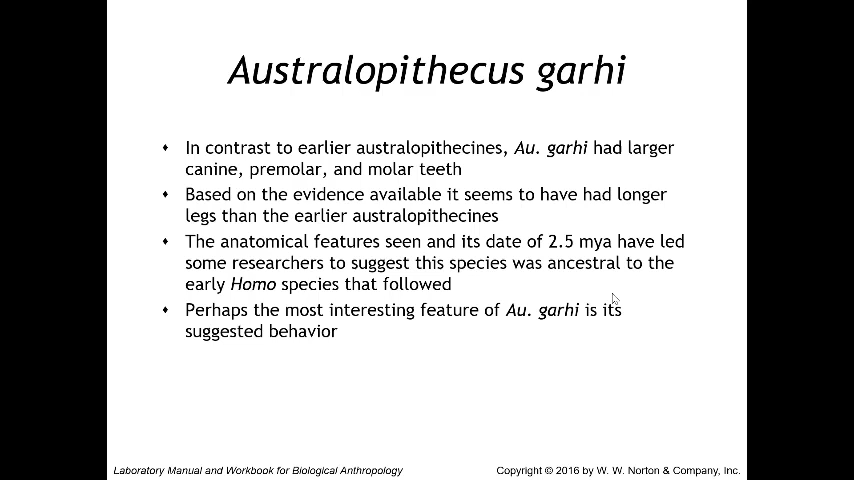 Australopithecus garhi
In contrast to earlier australopithecines, Au. garhi had larger
canine, premolar, and molar teeth
Based on the evidence available it seems to have had longer
legs than the earlier australopithecines
The anatomical features seen and its date of 2.5 mya have led
some researchers to suggest this species was ancestral to the
early Homo species that followed
Perhaps the most interesting feature of Au. garhi is its
suggested behavior
Laboratory Manual and Workbook for Biological Anthropology
Copyright © 2016 by W. W. Norton & Company, Inc.